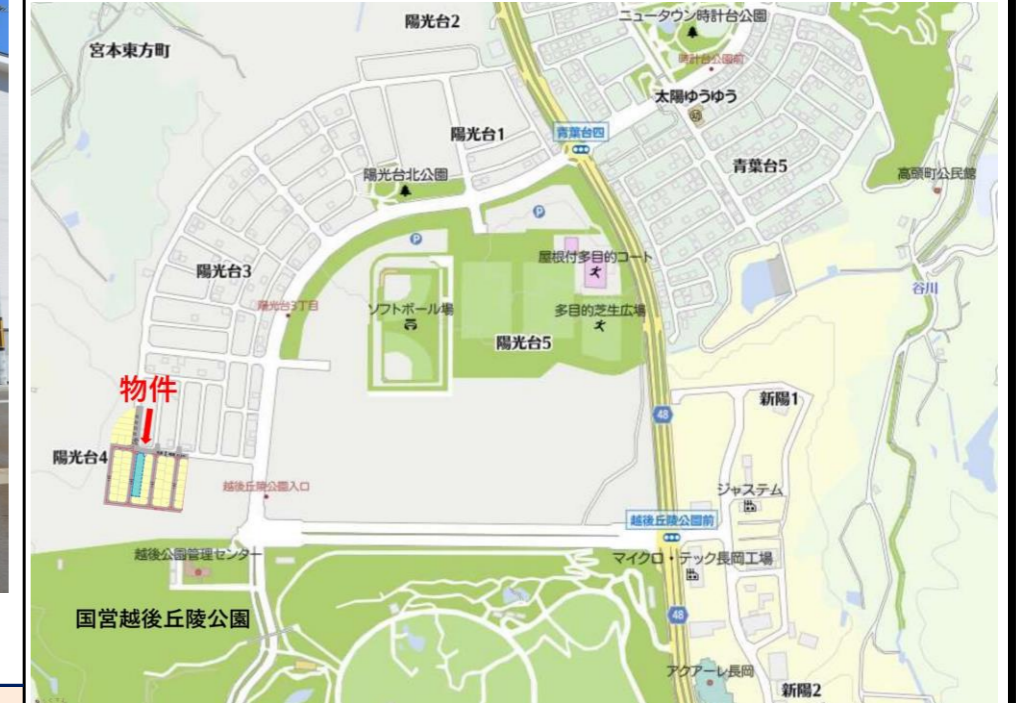 陽光台2
ニュータウン時計台公園
宮本東方町
時計台公園前
太陽ゆうゆう
陽光台1
青葉台四
青葉台5
陽光台北公園
高頭町公民館
P
P
屋根付多目的コート
陽光台3
谷川
陽光台3丁目
ソフトボール場
多目的芝生広場
陽光台5
物件
新陽1
48
陽光台4
越後丘陵公園入口
ジャステム
越後丘陵公園前
越後公園管理センター
マイクロ・テック長岡工場
国営越後丘陵公園
48
アクアーレ長岡
新陽2